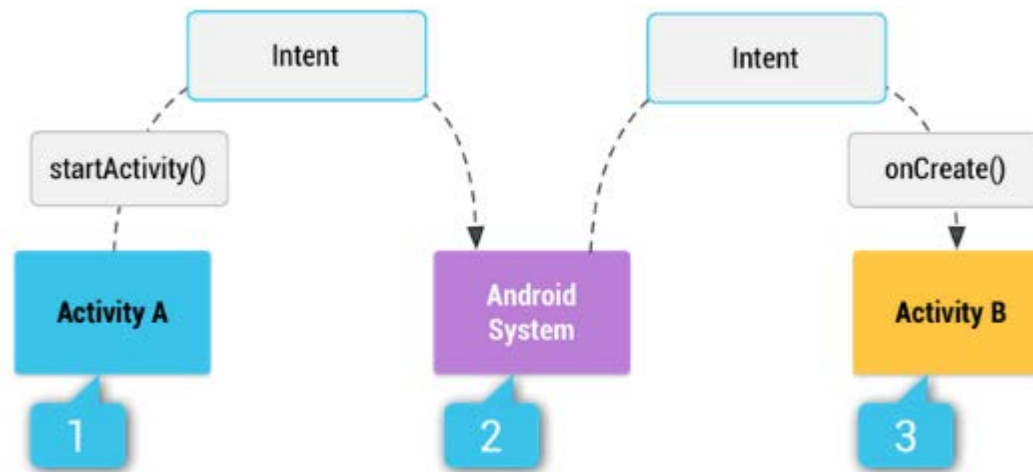 Intent
Intent
startActivity()
onCreate()
Activity A
Android
System
Activity B
1
2
3